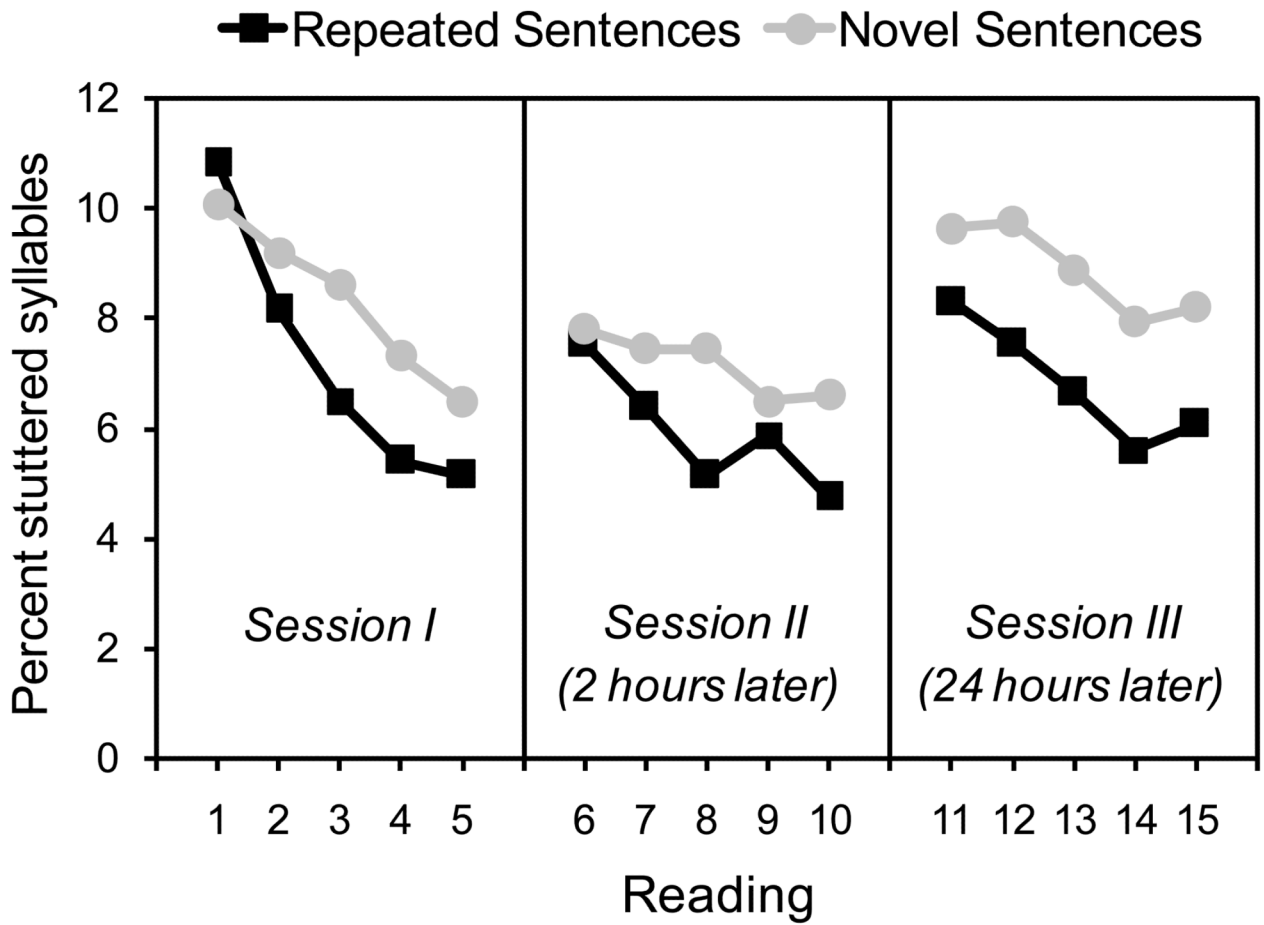 Repeated Sentences Novel Sentences
Percent stuttered syllables
12
10
8
6
4
2
0
Session I
Session II
(2 hours later)
Session III
(24 hours later)
1 2 3 4 5 6 7 8 9 10 11 12 13 14 15
Reading